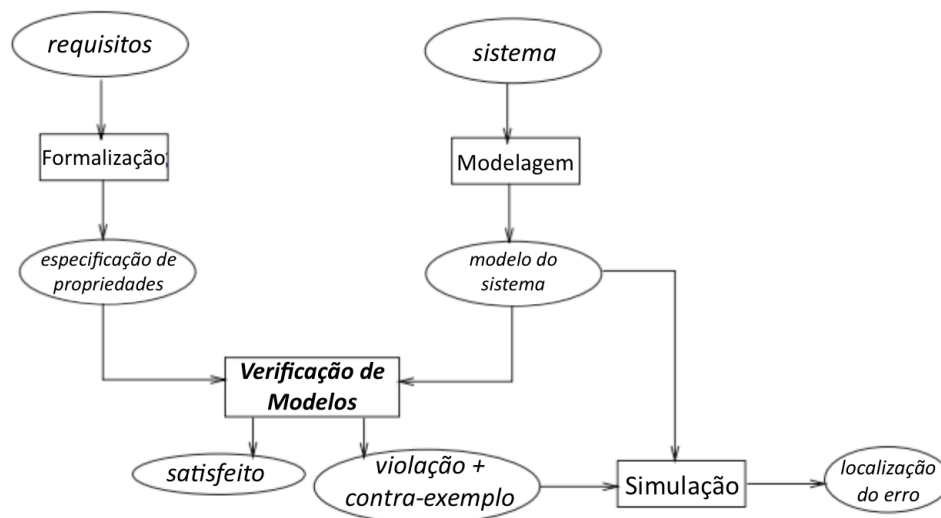 requisitos
sistema
Formalização
Modelagem
especificação de
propriedades
modelo do
sistema
Verificação de
Modelos
satisfeito
violação +
contra-exemplo
Simulação
localização
do erro